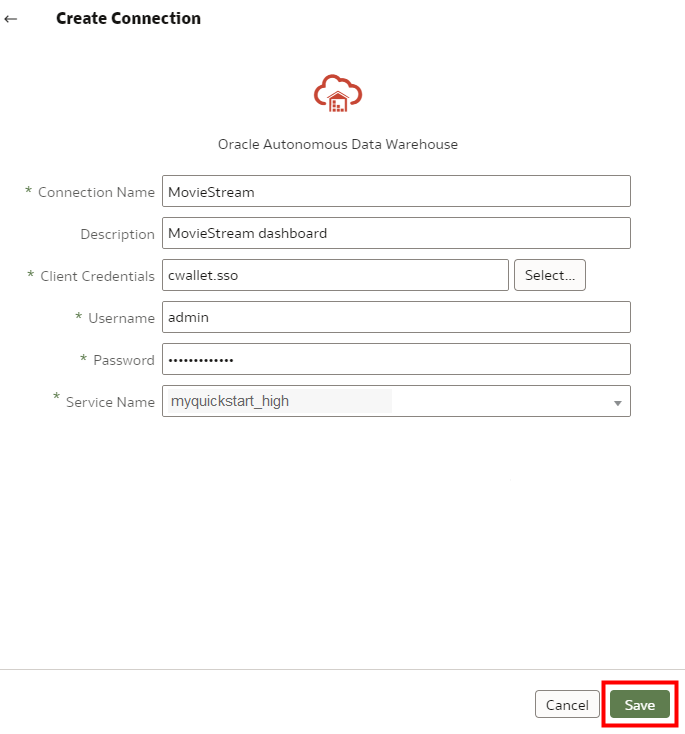 ← Create Connection
Oracle Autonomous Data Warehouse
* Connection Name MovieStream
Description MovieStream dashboard
* Client Credentials cwallet.sso Select...
* Username admin
* Password •••••••••••••
* Service Name myquickstart_high
Cancel Save